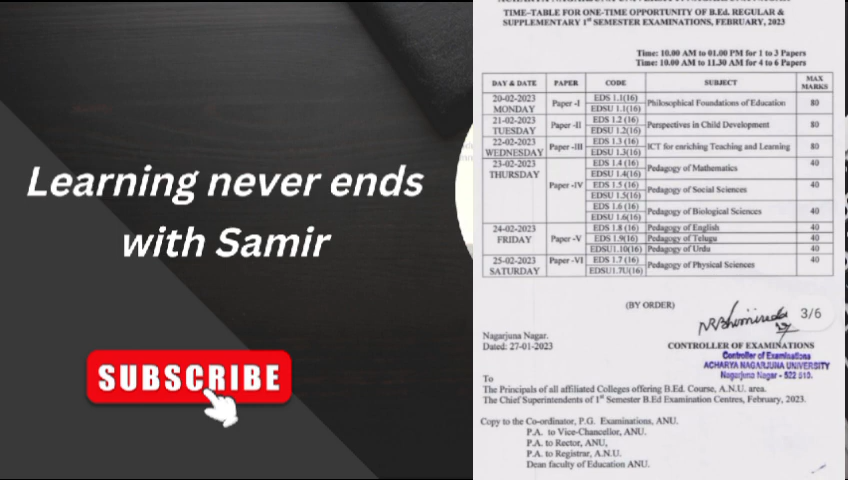 Learning never ends
with Samir
SUBSCRIBE
TIME-TABLE FOR ONE-TIME OPPORTUNITY OF B.Ed. REGULAR &
SUPPLEMENTARY 1st SEMESTER EXAMINATIONS, FEBRUARY, 2023
Time: 10.00 AM to 01.00 PM for 1 to 3 Papers
Time: 10.00 AM to 11.30 AM for 4 to 6 Papers
DAY & DATE PAPER CODE SUBJECT MAX MARKS
20-02-2023 MONDAY Paper -I EDS 1.1(16) EDSU 1.1(16) Philosophical Foundations of Education 80
21-02-2023 TUESDAY Paper -II EDS 1.2 (16) EDSU 1.2(16) Perspectives in Child Development 80
22-02-2023 WEDNESDAY Paper -III EDS 1.3 (16) EDSU 1.3(16) ICT for enriching Teaching and Learning 80
23-02-2023 THURSDAY Paper -IV EDS 1.4 (16) EDSU 1.4(16) Pedagogy of Mathematics 40
EDS 1.5 (16) EDSU 1.5(16) Pedagogy of Social Sciences 40
EDS 1.6 (16) EDSU 1.6(16) Pedagogy of Biological Sciences 40
24-02-2023 FRIDAY Paper -V EDS 1.8 (16) Pedagogy of English 40
EDS 1.9(16) Pedagogy of Telugu 40
EDSU1.10(16) Pedagogy of Urdu 40
25-02-2023 SATURDAY Paper -VI EDS 1.7 (16) EDSU1.7U(16) Pedagogy of Physical Sciences 40
(BY ORDER)
3/6
Nagarjuna Nagar.
Dated: 27-01-2023
CONTROLLER OF EXAMINATIONS
Controller of Examinations
ACHARYA NAGARJUNA UNIVERSITY
Nagarjuna Nagar - 522 510.
To
The Principals of all affiliated Colleges offering B.Ed. Course, A.N.U. area.
The Chief Superintendents of 1st Semester B.Ed Examination Centres, February, 2023.
Copy to the Co-ordinator, P.G. Examinations, ANU.
P.A. to Vice-Chancellor, ANU.
P.A. to Rector, ANU,
P.A. to Registrar, A.N.U.
Dean faculty of Education ANU.